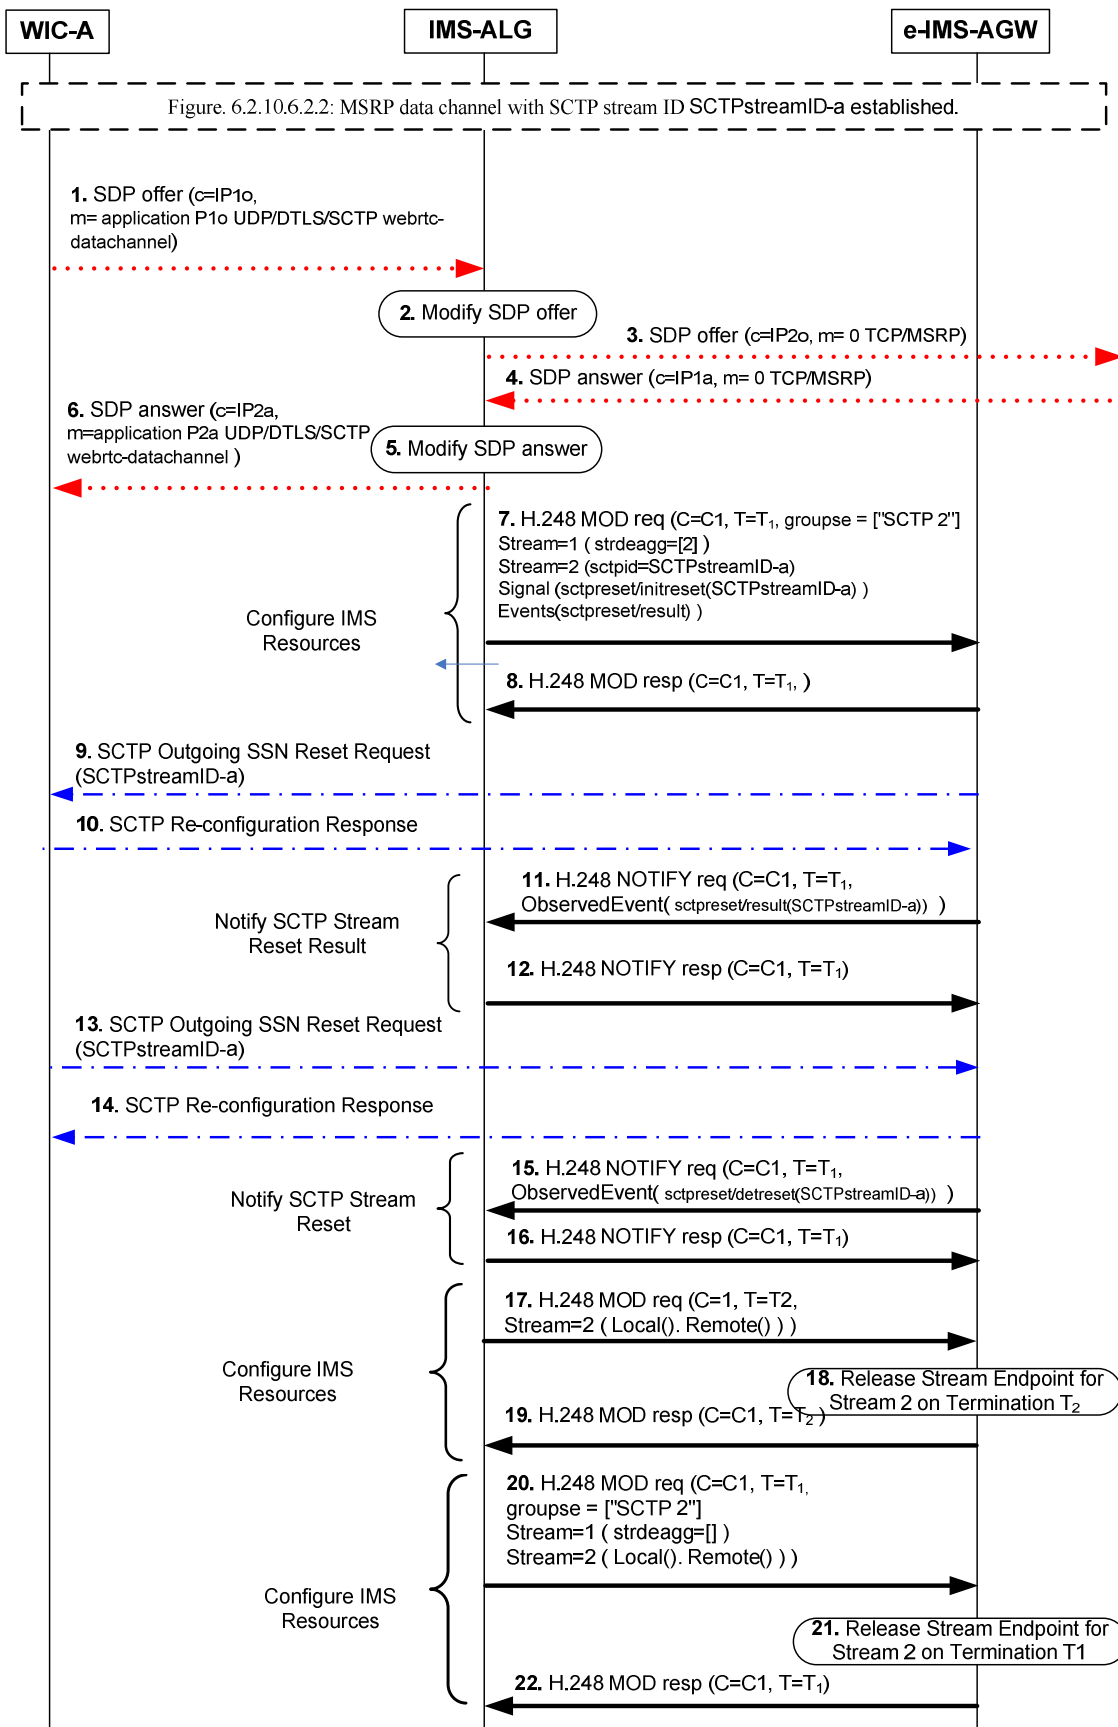 WIC-A
IMS-ALG
e-IMS-AGW
Figure. 6.2.10.6.2.2: MSRP data channel with SCTP stream ID SCTPstreamID-a established.
1. SDP offer (c=IP1o,
m= application P1o UDP/DTLS/SCTP webrtc-
datachannel)
2. Modify SDP offer
3. SDP offer (c=IP2o, m= 0 TCP/MSRP)
4. SDP answer (c=IP1a, m= 0 TCP/MSRP)
6. SDP answer (c=IP2a,
m=application P2a UDP/DTLS/SCTP
webrtc-datachannel )
5. Modify SDP answer
7. H.248 MOD req (C=C1, T=T1, groupse = ["SCTP 2"]
Stream=1 ( strdeagg=[2] )
Stream=2 (sctpid=SCTPstreamID-a)
Signal (sctpreset/initreset(SCTPstreamID-a) )
Events(sctpreset/result) )
Configure IMS
Resources
8. H.248 MOD resp (C=C1, T=T1, )
9. SCTP Outgoing SSN Reset Request
(SCTPstreamID-a)
10. SCTP Re-configuration Response
11. H.248 NOTIFY req (C=C1, T=T1,
ObservedEvent( sctpreset/result(SCTPstreamID-a)) )
Notify SCTP Stream
Reset Result
12. H.248 NOTIFY resp (C=C1, T=T1)
13. SCTP Outgoing SSN Reset Request
(SCTPstreamID-a)
14. SCTP Re-configuration Response
15. H.248 NOTIFY req (C=C1, T=T1,
ObservedEvent( sctpreset/detreset(SCTPstreamID-a)) )
Notify SCTP Stream
Reset
16. H.248 NOTIFY resp (C=C1, T=T1)
17. H.248 MOD req (C=1, T=T2,
Stream=2 ( Local(). Remote() ) )
Configure IMS
Resources
18. Release Stream Endpoint for
Stream 2 on Termination T2
19. H.248 MOD resp (C=C1, T=T2 )
20. H.248 MOD req (C=C1, T=T1,
groupse = ["SCTP 2"]
Stream=1 ( strdeagg=[] )
Stream=2 ( Local(). Remote() ) )
Configure IMS
Resources
21. Release Stream Endpoint for
Stream 2 on Termination T1
22. H.248 MOD resp (C=C1, T=T1)